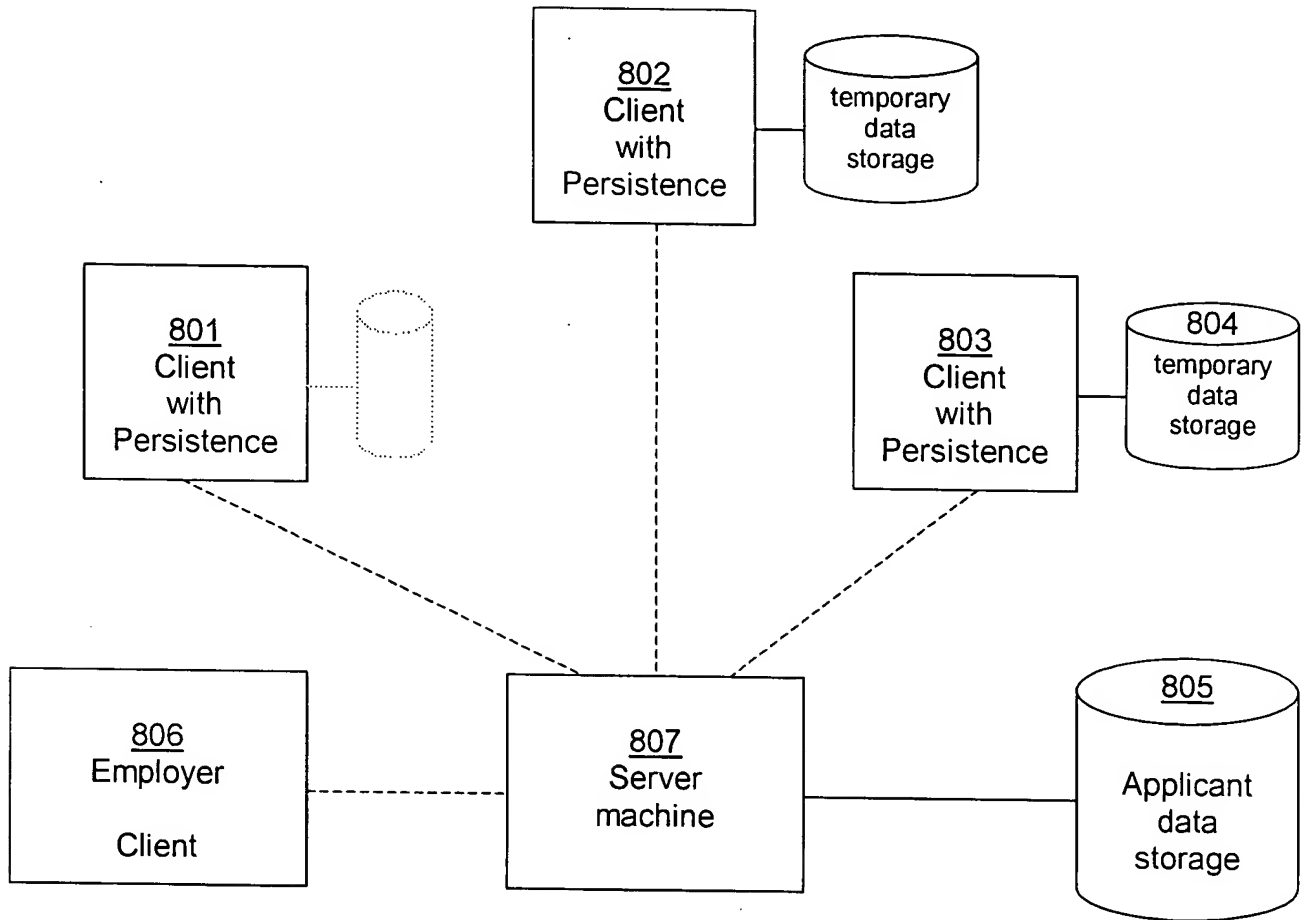 802
Client
with
Persistence
temporary
data
storage
801
Client
with
Persistence
803
Client
with
Persistence
804
temporary
data
storage
806
Employer
Client
807
Server
machine
805
Applicant
data
storage